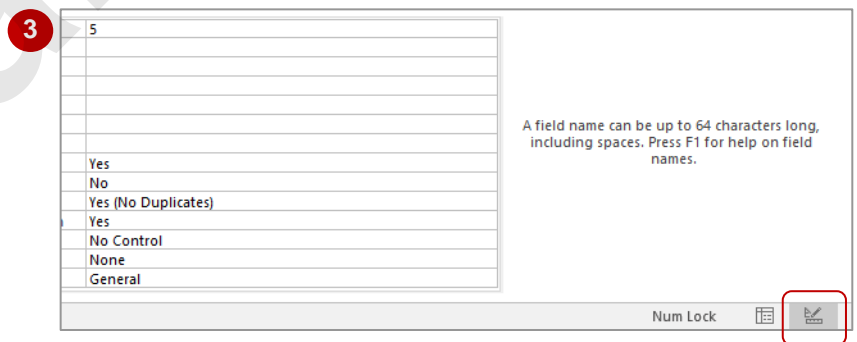 3
5
A field name can be up to 64 characters long,
including spaces. Press F1 for help on field
names.
Yes
No
Yes (No Duplicates)
Yes
No Control
None
General
Num Lock